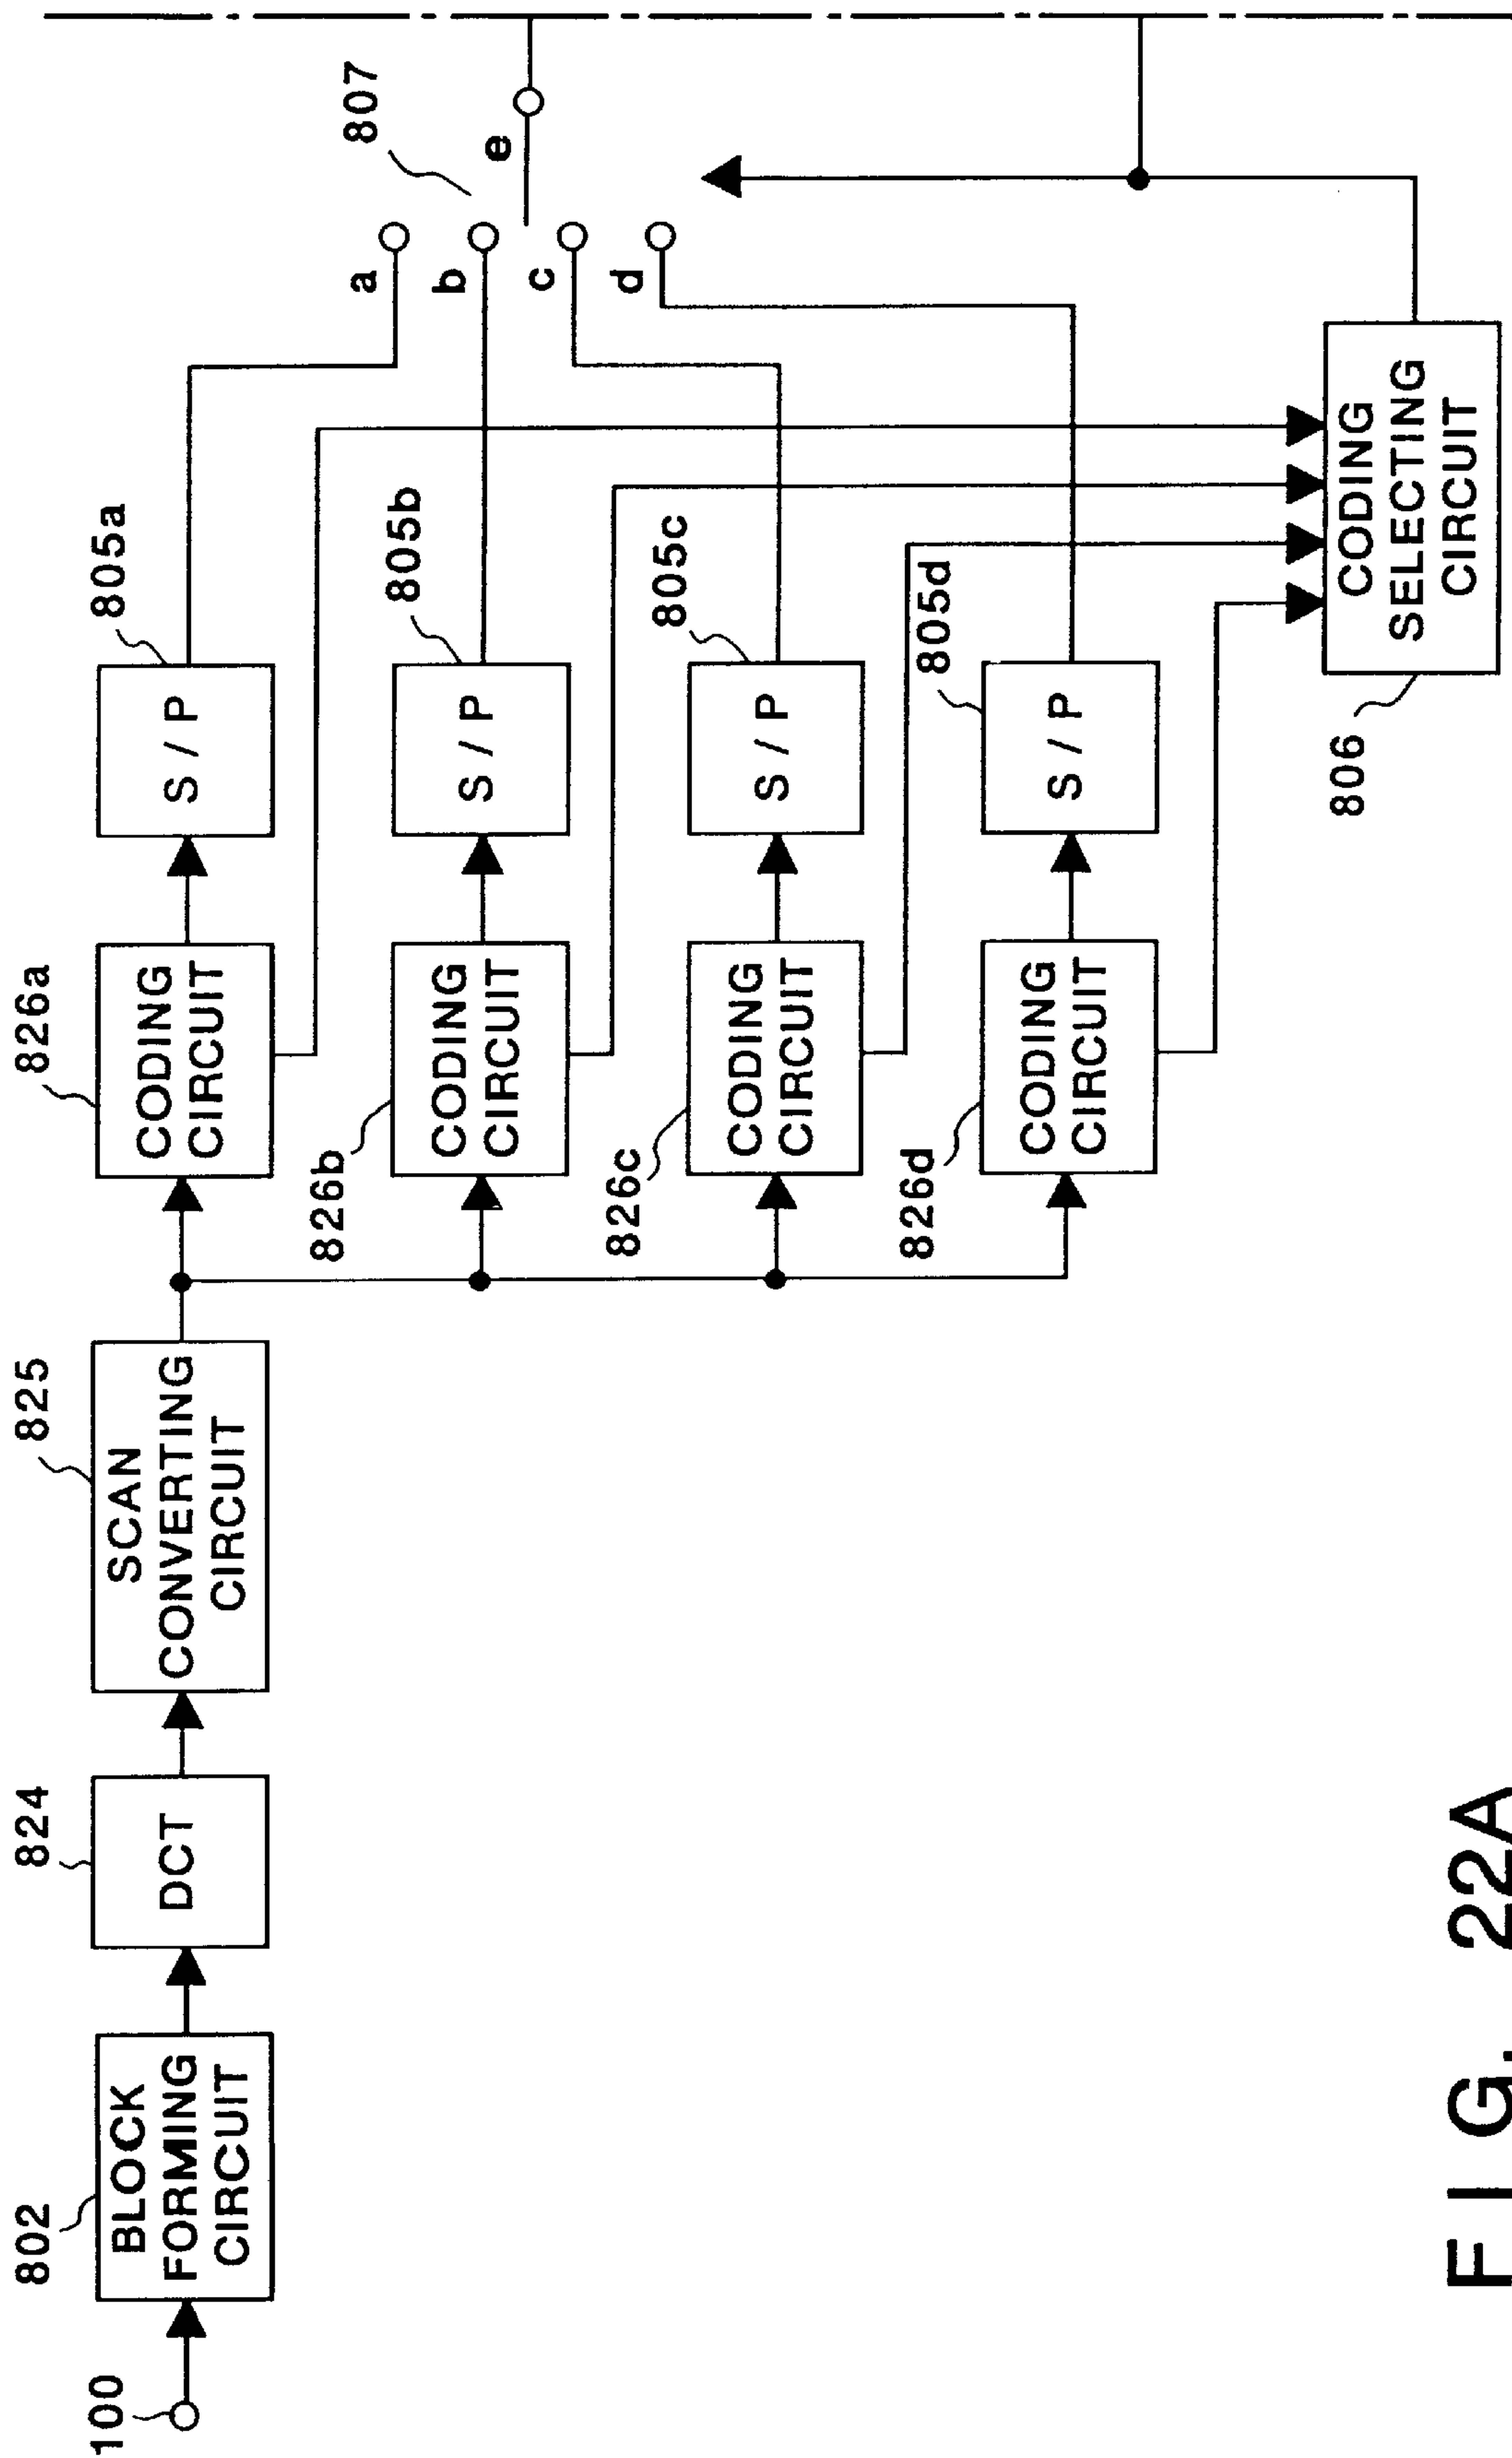 100
802
BLOCK
FORMING
CIRCUIT
824
DCT
825
SCAN
CONVERTING
CIRCUIT
826a
CODING
CIRCUIT
805a
S/P
826b
CODING
CIRCUIT
805b
S/P
826c
CODING
CIRCUIT
805c
S/P
826d
CODING
CIRCUIT
805d
S/P
a
b
c
d
e
807
806
CODING
SELECTING
CIRCUIT
FIG. 22A